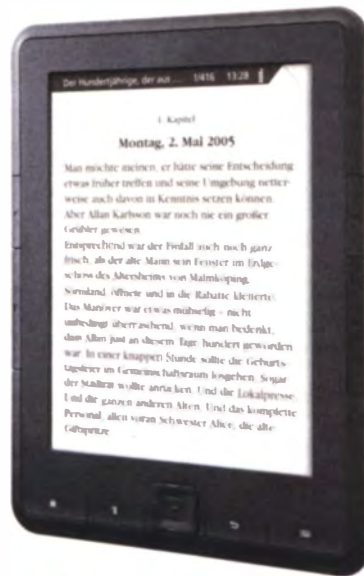 Der Hundertjährige, der aus ... 1/416 13:28
1. Kapitel
Montag, 2. Mai 2005
Man möchte meinen, er hätte seine Entscheidung
etwas früher treffen und seine Umgebung netter-
weise auch davon in Kenntnis setzen können.
Aber Allan Karlsson war noch nie ein großer
Grübler gewesen.
Entsprechend war der Einfall auch noch ganz
frisch, als der alte Mann sein Fenster im Erdge-
schoss des Altersheims von Malmköping,
Sörmland, öffnete und in die Rabatte kletterte.
Das Manöver war etwas mühselig – nicht
unbedingt überraschend, wenn man bedenkt,
dass Allan just an diesem Tage hundert geworden
war. In einer knappen Stunde sollte die Geburts-
tagsfeier im Gemeinschaftsraum losgehen. Sogar
der Stadtrat wollte anrücken. Und die Lokalpresse.
Und die ganzen anderen Alten. Und das komplette
Personal, allen voran Schwester Alice, die alte
Giftspritze.